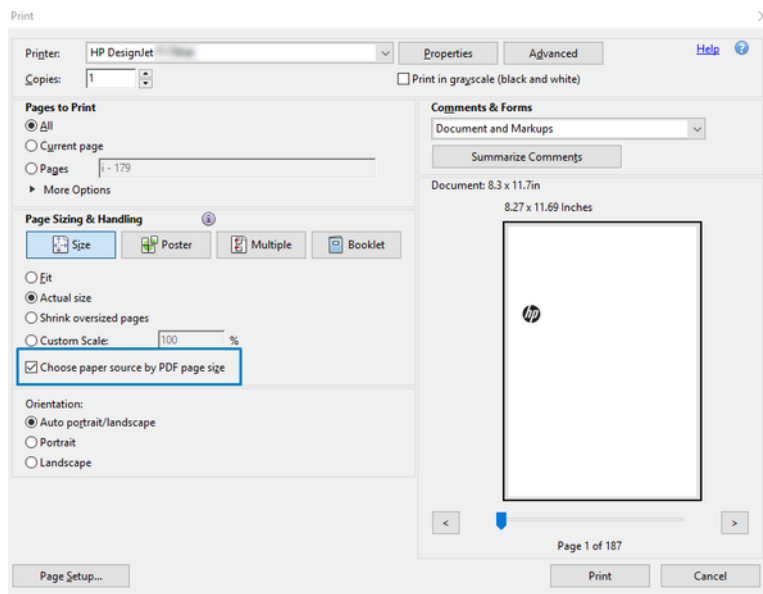 Print
Printer: HP DesignJet Properties Advanced Help
Copies: 1 Print in grayscale (black and white)
Pages to Print
All
Current page
Pages i - 179
More Options
Comments & Forms
Document and Markups
Summarize Comments
Page Sizing & Handling
Size Poster Multiple Booklet
Fit
Actual size
Shrink oversized pages
Custom Scale: 100 %
Choose paper source by PDF page size
Orientation:
Auto portrait/landscape
Portrait
Landscape
Document: 8.3 x 11.7in
8.27 x 11.69 Inches
hp
< >
Page 1 of 187
Page Setup... Print Cancel